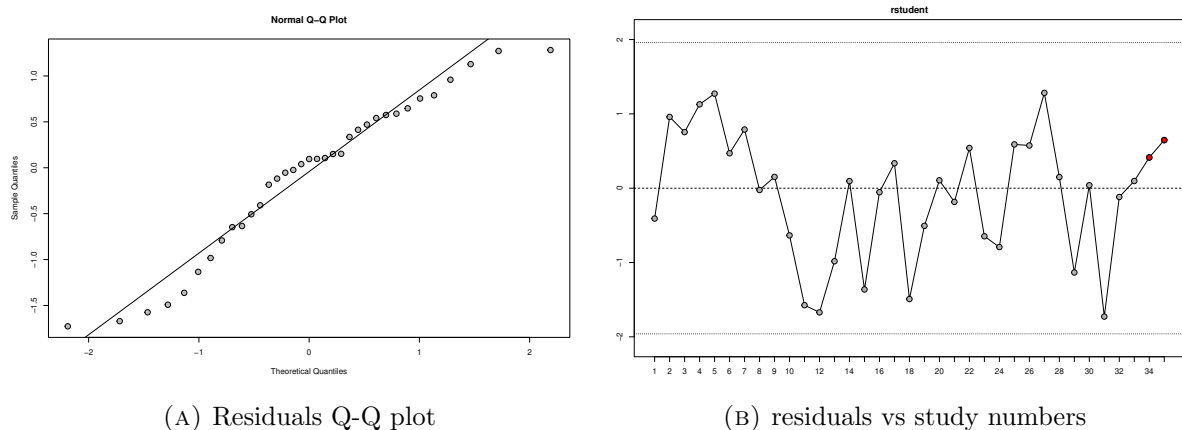 Normal Q−Q Plot
Sample Quantiles
1.0
0.5
0.0
−0.5
−1.0
−1.5
−2 −1 0 1 2
Theoretical Quantiles
(A) Residuals Q-Q plot
rstudent
2
1
0
−1
−2
1 2 3 4 5 6 7 8 9 10 12 14 16 18 20 22 24 26 28 30 32 34
(B) residuals vs study numbers